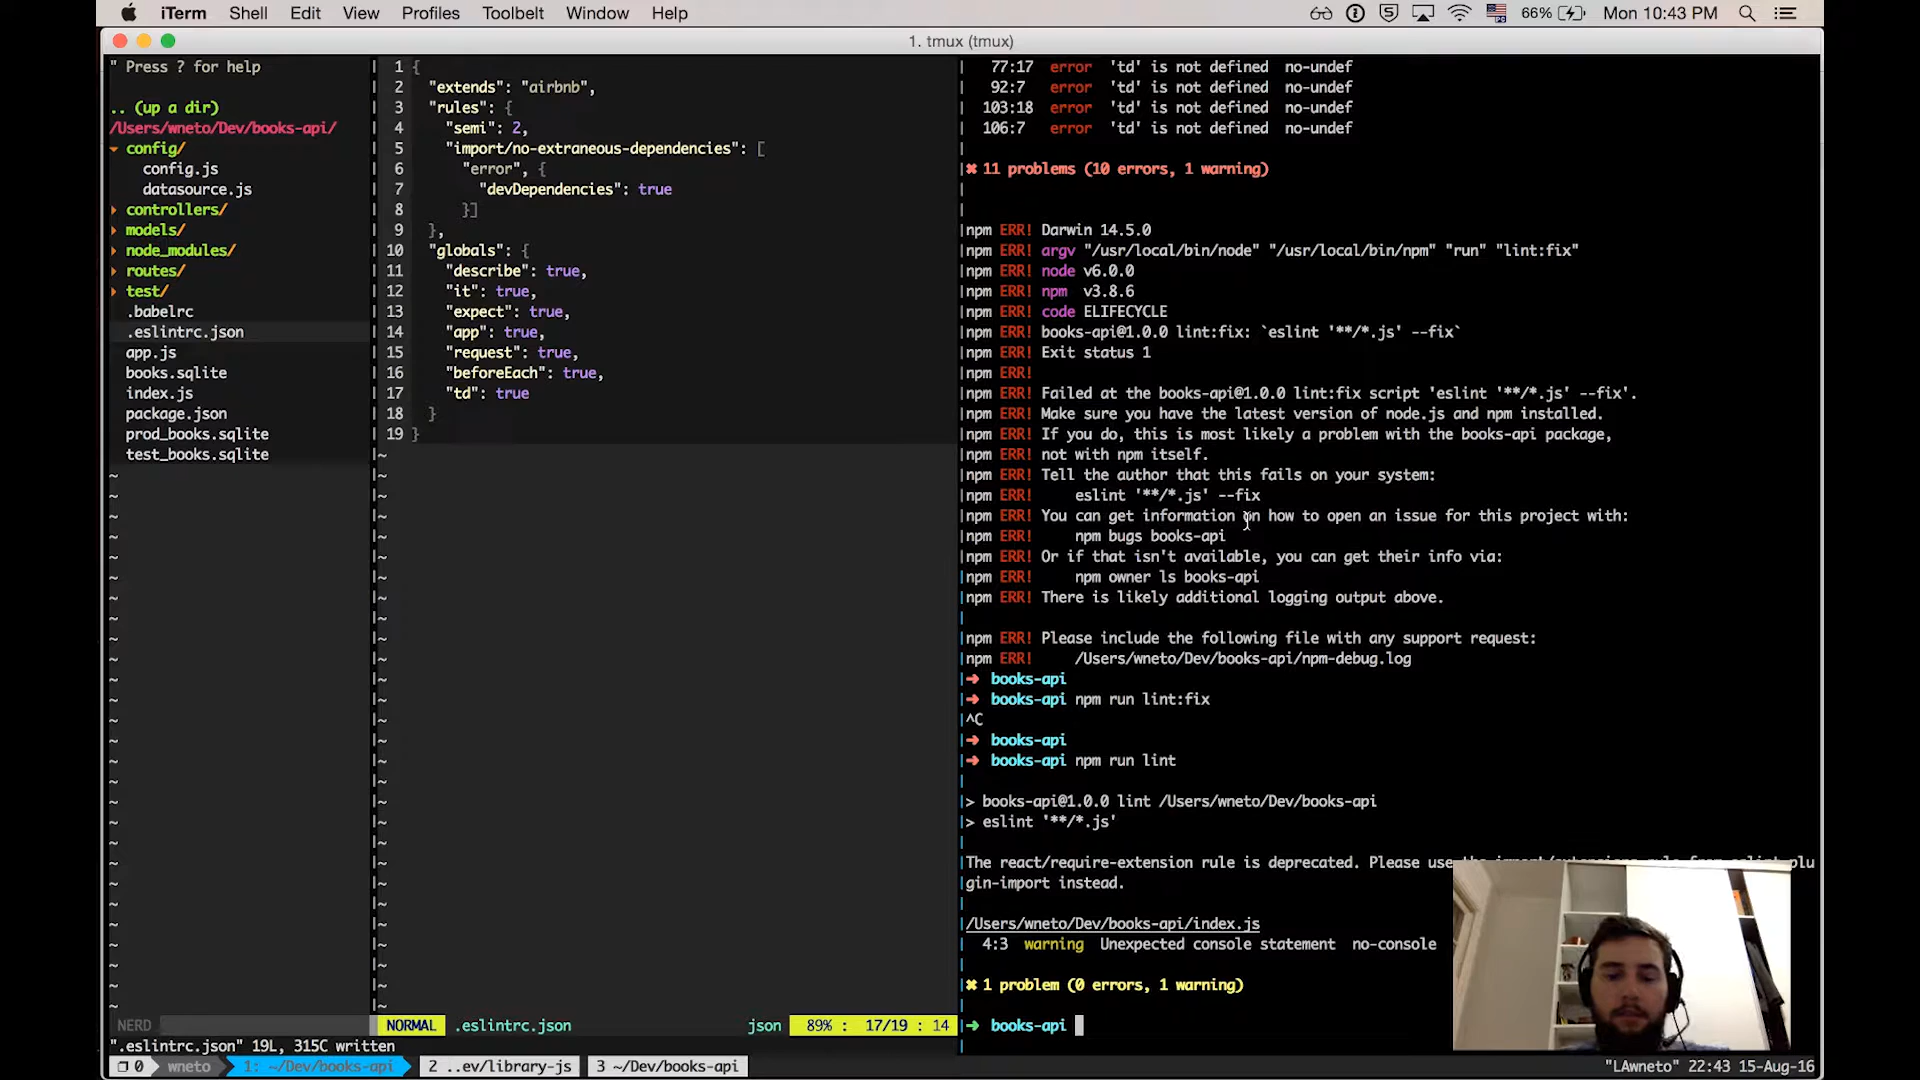 iTerm Shell Edit View Profiles Toolbelt Window Help 66% Mon 10:43 PM
1. tmux (tmux)
" Press ? for help
.. (up a dir)
/Users/wneto/Dev/books-api/
config/
config.js
datasource.js
controllers/
models/
node_modules/
routes/
test/
.babelrc
.eslintrc.json
app.js
books.sqlite
index.js
package.json
prod_books.sqlite
test_books.sqlite
NERD
1 {
2 "extends": "airbnb",
3 "rules": {
4 "semi": 2,
5 "import/no-extraneous-dependencies": [
6 "error", {
7 "devDependencies": true
8 }]
9 },
10 "globals": {
11 "describe": true,
12 "it": true,
13 "expect": true,
14 "app": true,
15 "request": true,
16 "beforeEach": true,
17 "td": true
18 }
19 }
NORMAL .eslintrc.json json 89% : 17/19 : 14
".eslintrc.json" 19L, 315C written
77:17 error 'td' is not defined no-undef
92:7 error 'td' is not defined no-undef
103:18 error 'td' is not defined no-undef
106:7 error 'td' is not defined no-undef
✖ 11 problems (10 errors, 1 warning)
npm ERR! Darwin 14.5.0
npm ERR! argv "/usr/local/bin/node" "/usr/local/bin/npm" "run" "lint:fix"
npm ERR! node v6.0.0
npm ERR! npm v3.8.6
npm ERR! code ELIFECYCLE
npm ERR! books-api@1.0.0 lint:fix: `eslint '**/*.js' --fix`
npm ERR! Exit status 1
npm ERR!
npm ERR! Failed at the books-api@1.0.0 lint:fix script 'eslint '**/*.js' --fix'.
npm ERR! Make sure you have the latest version of node.js and npm installed.
npm ERR! If you do, this is most likely a problem with the books-api package,
npm ERR! not with npm itself.
npm ERR! Tell the author that this fails on your system:
npm ERR! eslint '**/*.js' --fix
npm ERR! You can get information on how to open an issue for this project with:
npm ERR! npm bugs books-api
npm ERR! Or if that isn't available, you can get their info via:
npm ERR! npm owner ls books-api
npm ERR! There is likely additional logging output above.
npm ERR! Please include the following file with any support request:
npm ERR! /Users/wneto/Dev/books-api/npm-debug.log
➜ books-api
➜ books-api npm run lint:fix
^C
➜ books-api
➜ books-api npm run lint
> books-api@1.0.0 lint /Users/wneto/Dev/books-api
> eslint '**/*.js'
The react/require-extension rule is deprecated. Please use the import/extensions rule from eslint-plu
gin-import instead.
/Users/wneto/Dev/books-api/index.js
4:3 warning Unexpected console statement no-console
✖ 1 problem (0 errors, 1 warning)
➜ books-api
0 wneto 1: ~/Dev/books-api 2 ..ev/library-js 3 ~/Dev/books-api "LAwneto" 22:43 15-Aug-16